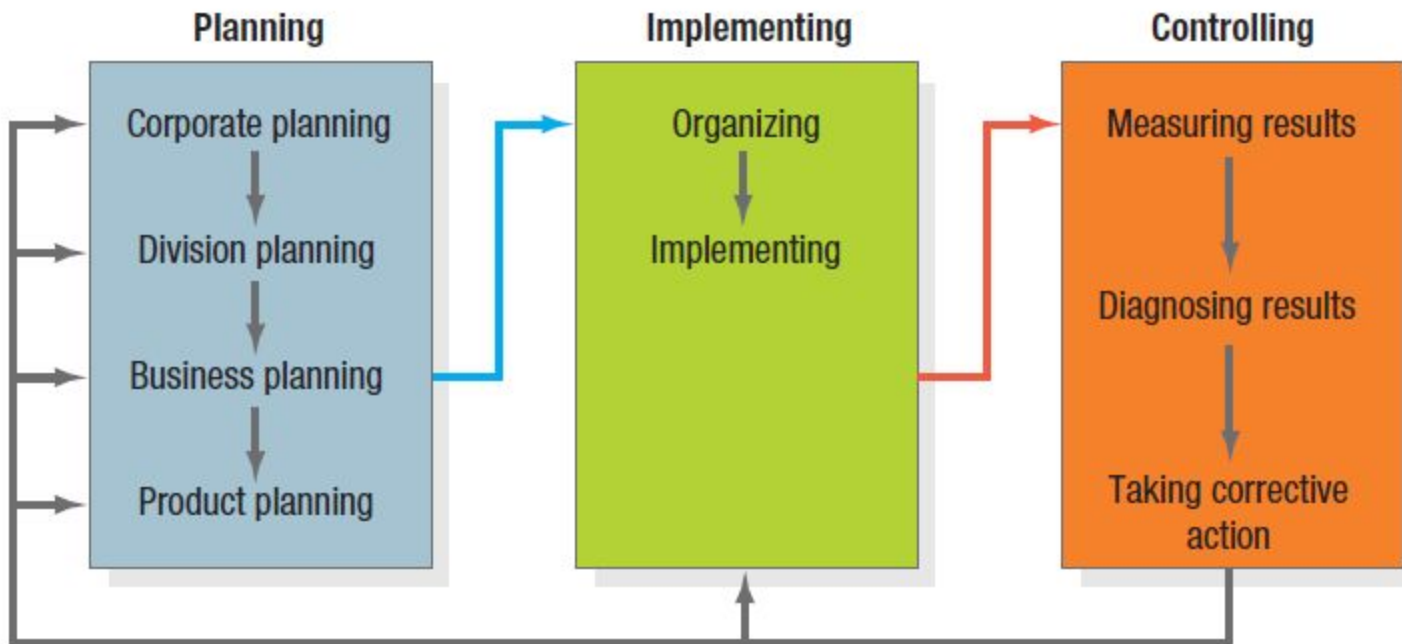 Planning
Implementing
Controlling
Corporate planning
Division planning
Business planning
Product planning
Organizing
Implementing
Measuring results
Diagnosing results
Taking corrective
action